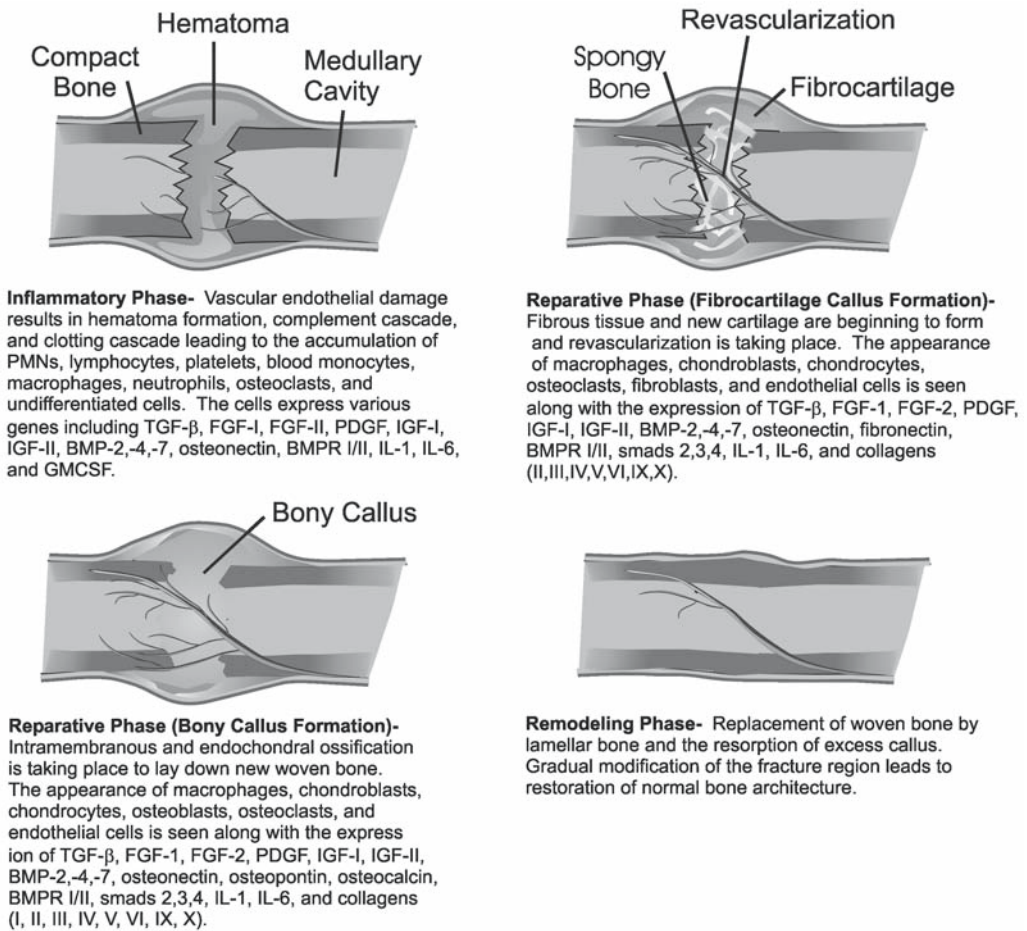 Hematoma
Compact
Bone
Medullary
Cavity
Inflammatory Phase- Vascular endothelial damage
results in hematoma formation, complement cascade,
and clotting cascade leading to the accumulation of
PMNs, lymphocytes, platelets, blood monocytes,
macrophages, neutrophils, osteoclasts, and
undifferentiated cells. The cells express various
genes including TGF-β, FGF-I, FGF-II, PDGF, IGF-I,
IGF-II, BMP-2,-4,-7, osteonectin, BMPR I/II, IL-1, IL-6,
and GMCSF.
Revascularization
Spongy
Bone
Fibrocartilage
Reparative Phase (Fibrocartilage Callus Formation)-
Fibrous tissue and new cartilage are beginning to form
and revascularization is taking place. The appearance
of macrophages, chondroblasts, chondrocytes,
osteoclasts, fibroblasts, and endothelial cells is seen
along with the expression of TGF-β, FGF-1, FGF-2, PDGF,
IGF-I, IGF-II, BMP-2,-4,-7, osteonectin, fibronectin,
BMPR I/II, smads 2,3,4, IL-1, IL-6, and collagens
(II,III,IV,V,VI,IX,X).
Bony Callus
Reparative Phase (Bony Callus Formation)-
Intramembranous and endochondral ossification
is taking place to lay down new woven bone.
The appearance of macrophages, chondroblasts,
chondrocytes, osteoblasts, osteoclasts, and
endothelial cells is seen along with the express
ion of TGF-β, FGF-1, FGF-2, PDGF, IGF-I, IGF-II,
BMP-2,-4,-7, osteonectin, osteopontin, osteocalcin,
BMPR I/II, smads 2,3,4, IL-1, IL-6, and collagens
(I, II, III, IV, V, VI, IX, X).
Remodeling Phase- Replacement of woven bone by
lamellar bone and the resorption of excess callus.
Gradual modification of the fracture region leads to
restoration of normal bone architecture.